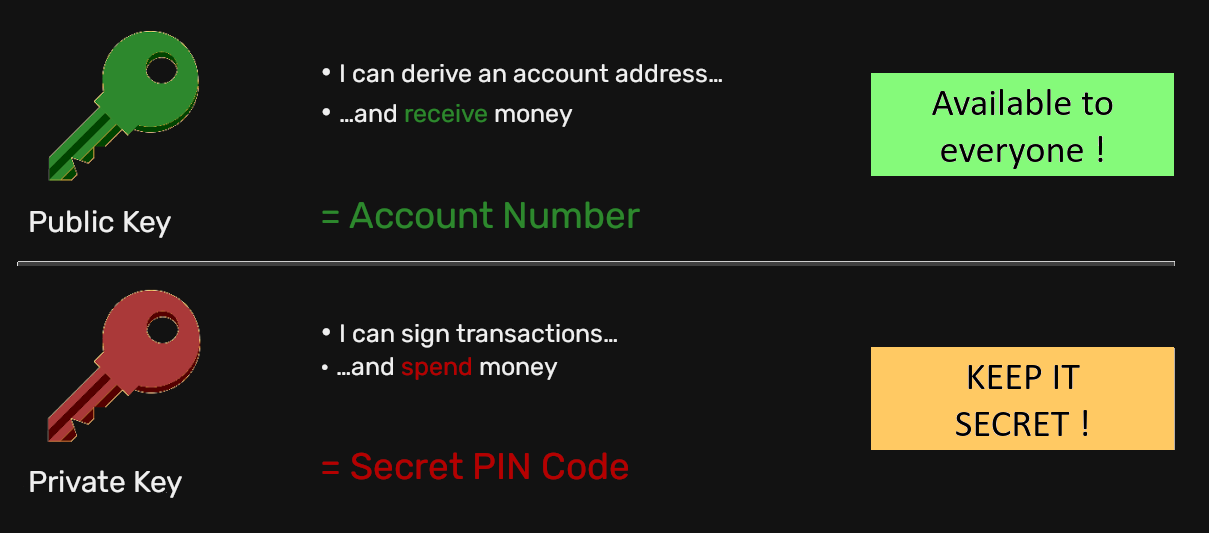 • I can derive an account address…
• …and receive money
Available to
everyone !
Public Key
= Account Number
• I can sign transactions…
• …and spend money
KEEP IT
SECRET !
Private Key
= Secret PIN Code